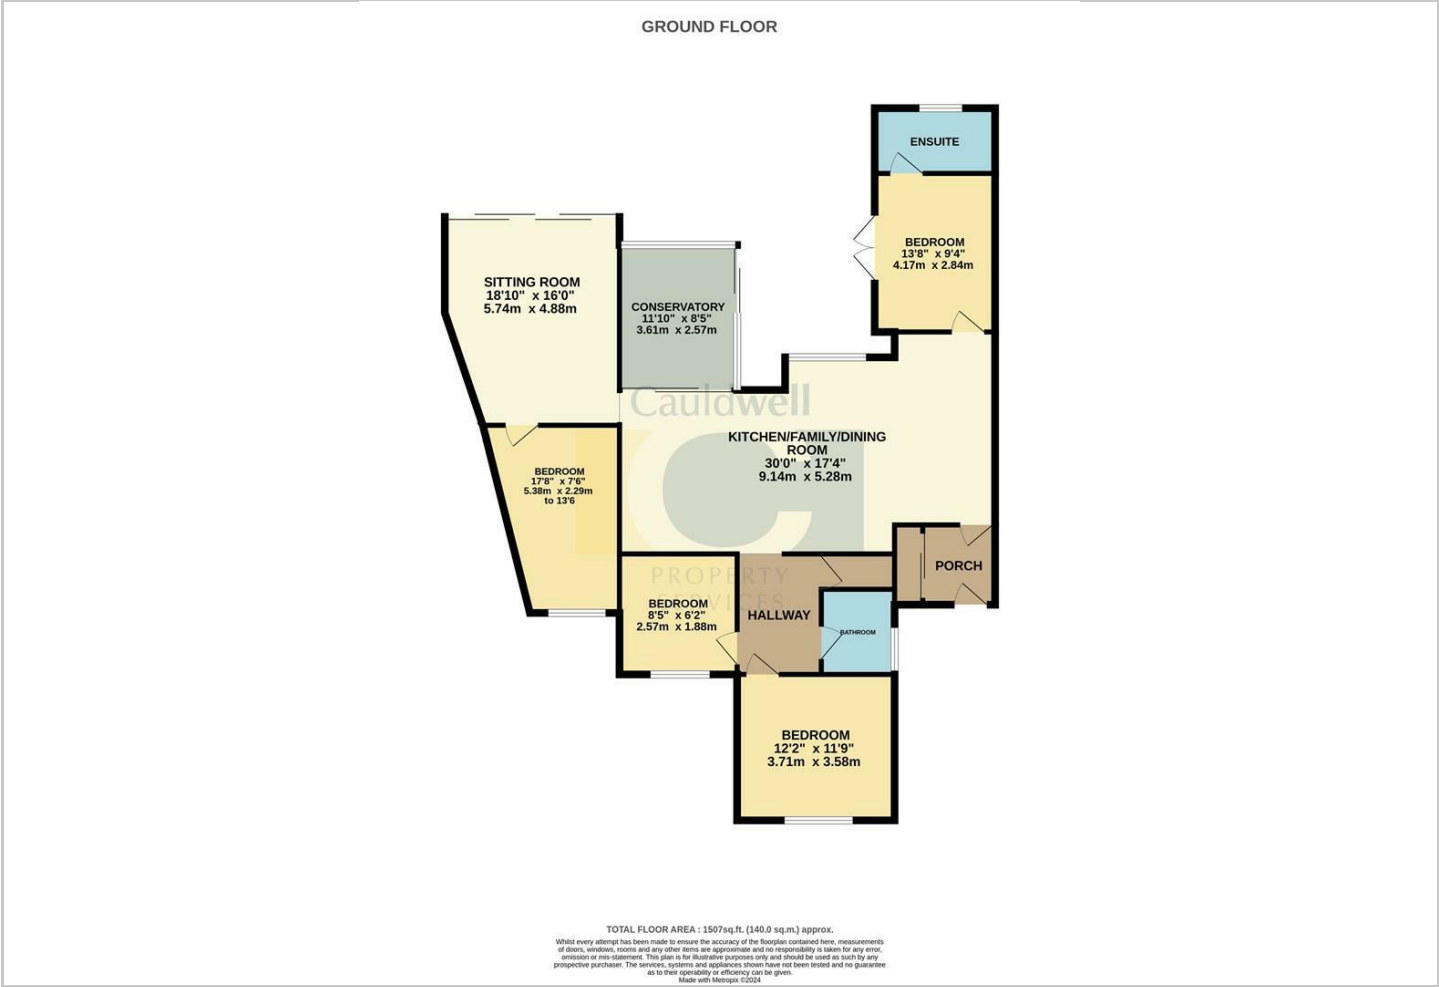 GROUND FLOOR
ENSUITE
BEDROOM
13'8" x 9'4"
4.17m x 2.84m
SITTING ROOM
18'10" x 16'0"
5.74m x 4.88m
CONSERVATORY
11'10" x 8'5"
3.61m x 2.57m
Cauldwell
KITCHEN/FAMILY/DINING
ROOM
30'0" x 17'4"
9.14m x 5.28m
BEDROOM
17'8" x 7'6"
5.38m x 2.29m
to 13'6
PORCH
PROPERTY
SERVICES
BEDROOM
8'5" x 6'2"
2.57m x 1.88m
HALLWAY
BATHROOM
BEDROOM
12'2" x 11'9"
3.71m x 3.58m
TOTAL FLOOR AREA : 1507sq.ft. (140.0 sq.m.) approx.
Whilst every attempt has been made to ensure the accuracy of the floorplan contained here, measurements
of doors, windows, rooms and any other items are approximate and no responsibility is taken for any error,
omission or mis-statement. This plan is for illustrative purposes only and should be used as such by any
prospective purchaser. The services, systems and appliances shown have not been tested and no guarantee
as to their operability or efficiency can be given.
Made with Metropix ©2024